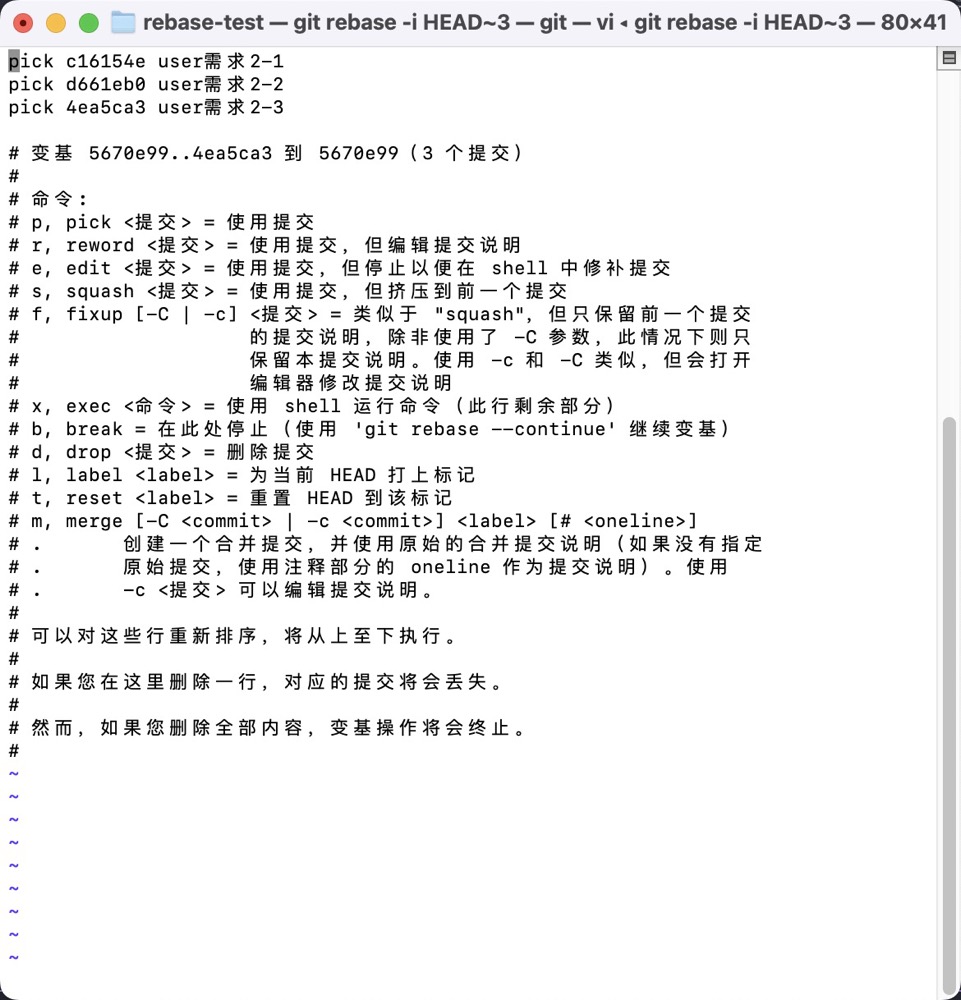 rebase-test — git rebase -i HEAD~3 — git — vi ◂ git rebase -i HEAD~3 — 80×41
pick c16154e user需求2-1
pick d661eb0 user需求2-2
pick 4ea5ca3 user需求2-3
# 变基 5670e99..4ea5ca3 到 5670e99（3 个提交）
#
# 命令:
# p, pick <提交> = 使用提交
# r, reword <提交> = 使用提交，但编辑提交说明
# e, edit <提交> = 使用提交，但停止以便在 shell 中修补提交
# s, squash <提交> = 使用提交，但挤压到前一个提交
# f, fixup [-C | -c] <提交> = 类似于 "squash"，但只保留前一个提交
#                    的提交说明，除非使用了 -C 参数，此情况下则只
#                    保留本提交说明。使用 -c 和 -C 类似，但会打开
#                    编辑器修改提交说明
# x, exec <命令> = 使用 shell 运行命令（此行剩余部分）
# b, break = 在此处停止（使用 'git rebase --continue' 继续变基）
# d, drop <提交> = 删除提交
# l, label <label> = 为当前 HEAD 打上标记
# t, reset <label> = 重置 HEAD 到该标记
# m, merge [-C <commit> | -c <commit>] <label> [# <oneline>]
# .       创建一个合并提交，并使用原始的合并提交说明（如果没有指定
# .       原始提交，使用注释部分的 oneline 作为提交说明）。使用
# .       -c <提交> 可以编辑提交说明。
#
# 可以对这些行重新排序，将从上至下执行。
#
# 如果您在这里删除一行，对应的提交将会丢失。
#
# 然而，如果您删除全部内容，变基操作将会终止。
#
~
~
~
~
~
~
~
~
~